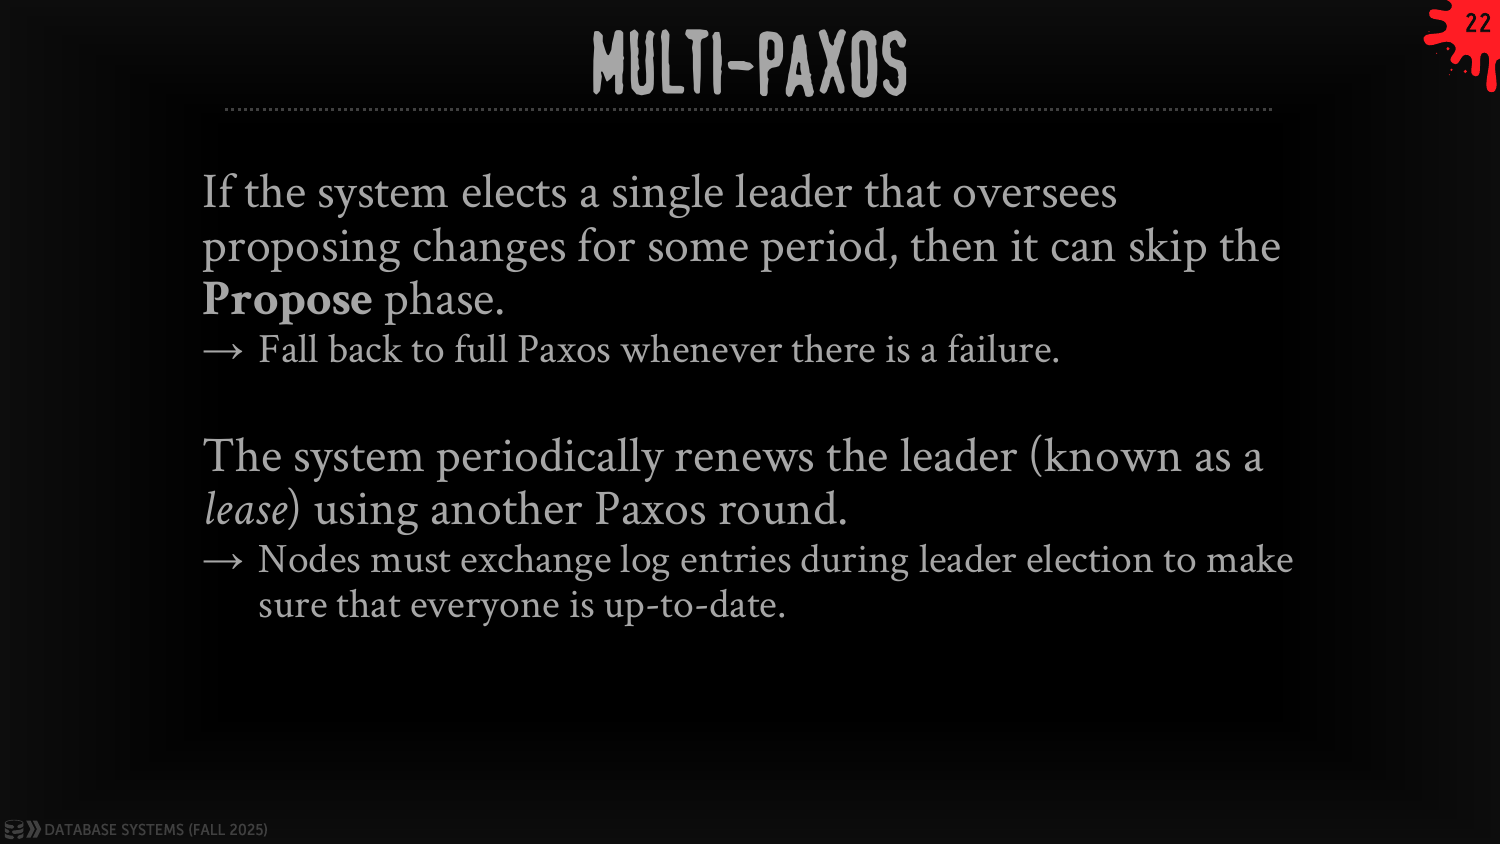 MULTI-PAXOS
22
If the system elects a single leader that oversees
proposing changes for some period, then it can skip the
Propose phase.
→ Fall back to full Paxos whenever there is a failure.
The system periodically renews the leader (known as a
lease) using another Paxos round.
→ Nodes must exchange log entries during leader election to make
sure that everyone is up-to-date.
DATABASE SYSTEMS (FALL 2025)